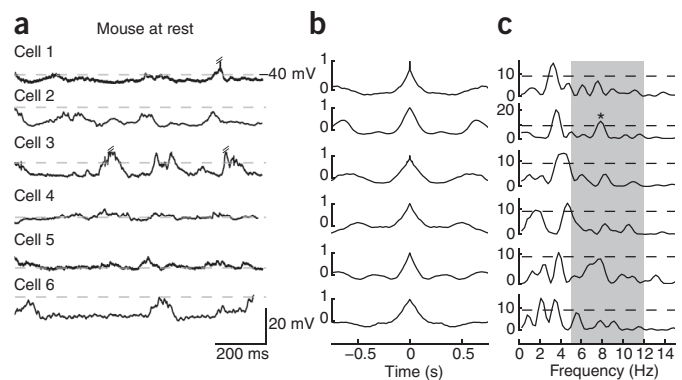 a
Mouse at rest
Cell 1
–40 mV
Cell 2
Cell 3
Cell 4
Cell 5
Cell 6
20 mV
200 ms
b
1
0
1
0
1
0
1
0
1
0
1
0
–0.5 0 0.5
Time (s)
c
10
0
20
10
0
10
0
10
0
10
0
10
0
*
0 2 4 6 8 10 12 14
Frequency (Hz)